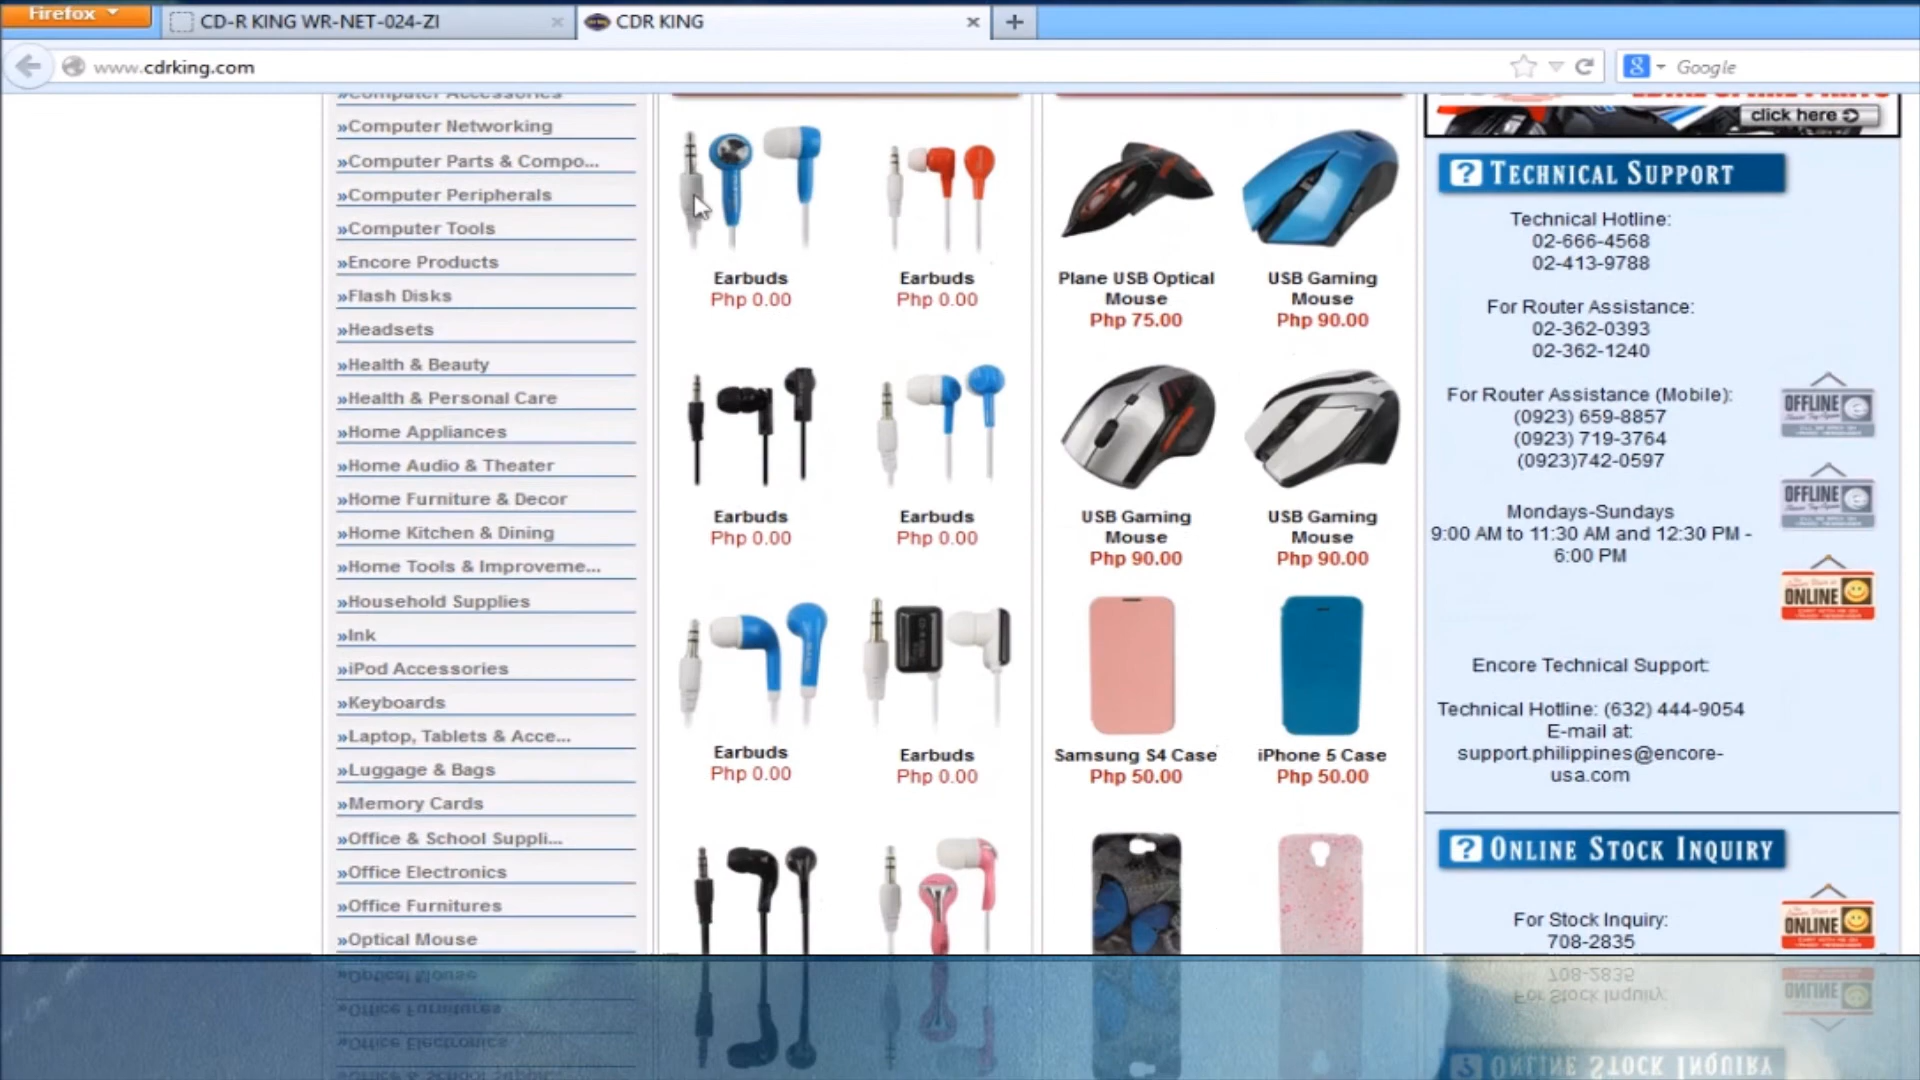 Firefox
CD-R KING WR-NET-024-ZI
CDR KING
www.cdrking.com
Google
Computer Accessories
»Computer Networking
»Computer Parts & Compo...
»Computer Peripherals
»Computer Tools
»Encore Products
»Flash Disks
»Headsets
»Health & Beauty
»Health & Personal Care
»Home Appliances
»Home Audio & Theater
»Home Furniture & Decor
»Home Kitchen & Dining
»Home Tools & Improveme...
»Household Supplies
»Ink
»iPod Accessories
»Keyboards
»Laptop, Tablets & Acce...
»Luggage & Bags
»Memory Cards
»Office & School Suppli...
»Office Electronics
»Office Furnitures
»Optical Mouse
Earbuds
Php 0.00
Earbuds
Php 0.00
Earbuds
Php 0.00
Earbuds
Php 0.00
Earbuds
Php 0.00
Earbuds
Php 0.00
Plane USB Optical
Mouse
Php 75.00
USB Gaming
Mouse
Php 90.00
USB Gaming
Mouse
Php 90.00
USB Gaming
Mouse
Php 90.00
Samsung S4 Case
Php 50.00
iPhone 5 Case
Php 50.00
click here
? TECHNICAL SUPPORT
Technical Hotline:
02-666-4568
02-413-9788
For Router Assistance:
02-362-0393
02-362-1240
For Router Assistance (Mobile):
(0923) 659-8857
(0923) 719-3764
(0923)742-0597
Mondays-Sundays
9:00 AM to 11:30 AM and 12:30 PM -
6:00 PM
OFFLINE
OFFLINE
ONLINE
Encore Technical Support:
Technical Hotline: (632) 444-9054
E-mail at:
support.philippines@encore-
usa.com
? ONLINE STOCK INQUIRY
For Stock Inquiry:
708-2835
ONLINE